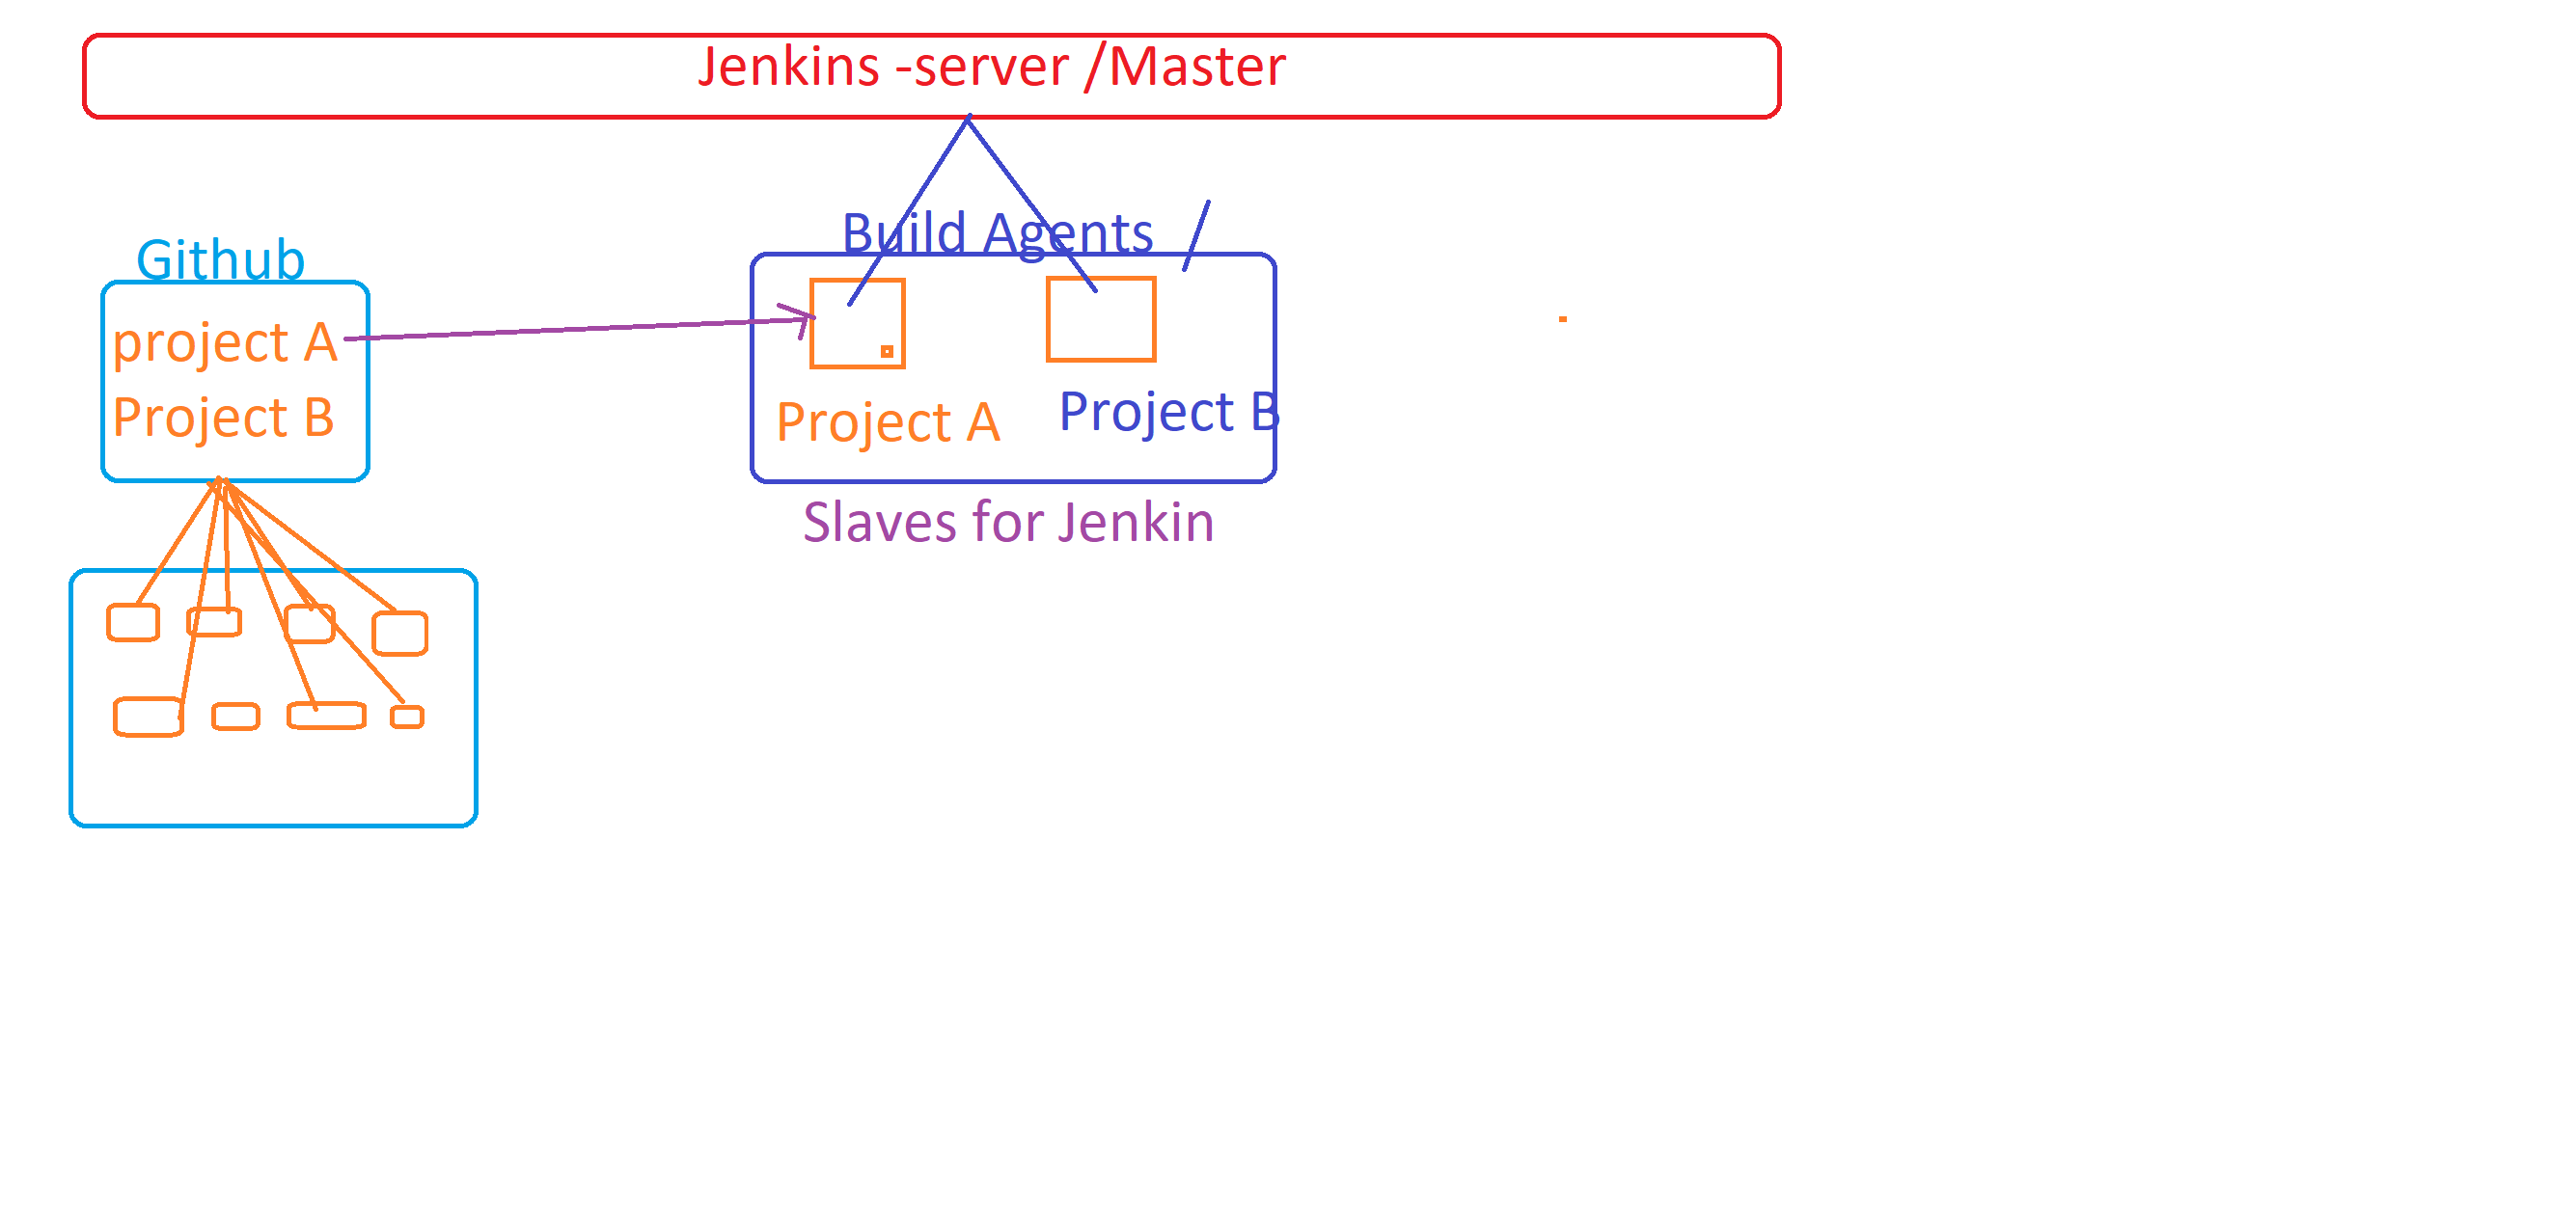 Jenkins -server /Master
Github
project A
Project B
Build Agents
Project A
Project B
Slaves for Jenkin